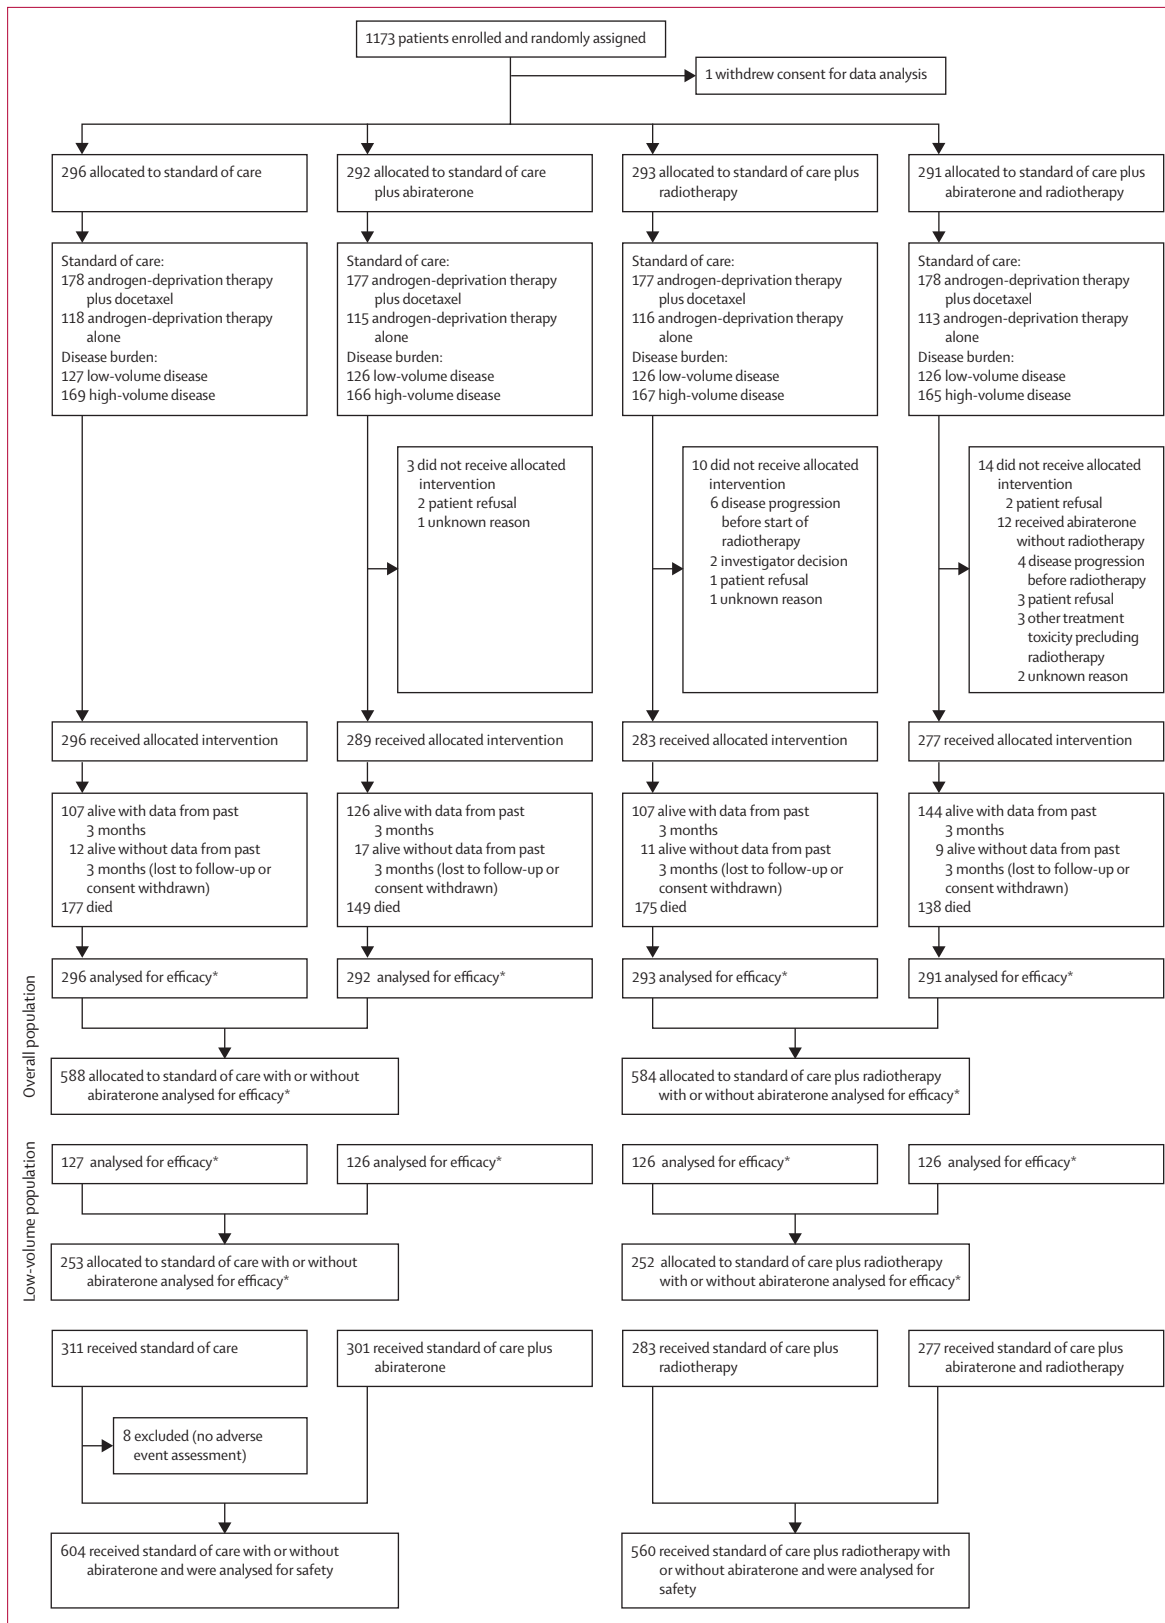 1173 patients enrolled and randomly assigned
1 withdrew consent for data analysis
296 allocated to standard of care
292 allocated to standard of care
plus abiraterone
293 allocated to standard of care plus
radiotherapy
291 allocated to standard of care plus
abiraterone and radiotherapy
Standard of care:
178 androgen-deprivation therapy
plus docetaxel
118 androgen-deprivation therapy
alone
Disease burden:
127 low-volume disease
169 high-volume disease
Standard of care:
177 androgen-deprivation therapy
plus docetaxel
115 androgen-deprivation therapy
alone
Disease burden:
126 low-volume disease
166 high-volume disease
Standard of care:
177 androgen-deprivation therapy
plus docetaxel
116 androgen-deprivation therapy
alone
Disease burden:
126 low-volume disease
167 high-volume disease
Standard of care:
178 androgen-deprivation therapy
plus docetaxel
113 androgen-deprivation therapy
alone
Disease burden:
126 low-volume disease
165 high-volume disease
3 did not receive allocated
intervention
2 patient refusal
1 unknown reason
10 did not receive allocated
intervention
6 disease progression
before start of
radiotherapy
2 investigator decision
1 patient refusal
1 unknown reason
14 did not receive allocated
intervention
2 patient refusal
12 received abiraterone
without radiotherapy
4 disease progression
before radiotherapy
3 patient refusal
3 other treatment
toxicity precluding
radiotherapy
2 unknown reason
296 received allocated intervention
289 received allocated intervention
283 received allocated intervention
277 received allocated intervention
107 alive with data from past
3 months
12 alive without data from past
3 months (lost to follow-up or
consent withdrawn)
177 died
126 alive with data from past
3 months
17 alive without data from past
3 months (lost to follow-up or
consent withdrawn)
149 died
107 alive with data from past
3 months
11 alive without data from past
3 months (lost to follow-up or
consent withdrawn)
175 died
144 alive with data from past
3 months
9 alive without data from past
3 months (lost to follow-up or
consent withdrawn)
138 died
Overall population
296 analysed for efficacy*
292 analysed for efficacy*
293 analysed for efficacy*
291 analysed for efficacy*
588 allocated to standard of care with or without
abiraterone analysed for efficacy*
584 allocated to standard of care plus radiotherapy
with or without abiraterone analysed for efficacy*
Low-volume population
127 analysed for efficacy*
126 analysed for efficacy*
126 analysed for efficacy*
126 analysed for efficacy*
253 allocated to standard of care with or without
abiraterone analysed for efficacy*
252 allocated to standard of care plus radiotherapy
with or without abiraterone analysed for efficacy*
311 received standard of care
301 received standard of care plus
abiraterone
283 received standard of care plus
radiotherapy
277 received standard of care plus
abiraterone and radiotherapy
8 excluded (no adverse
event assessment)
604 received standard of care with or without
abiraterone and were analysed for safety
560 received standard of care plus radiotherapy with
or without abiraterone and were analysed for
safety